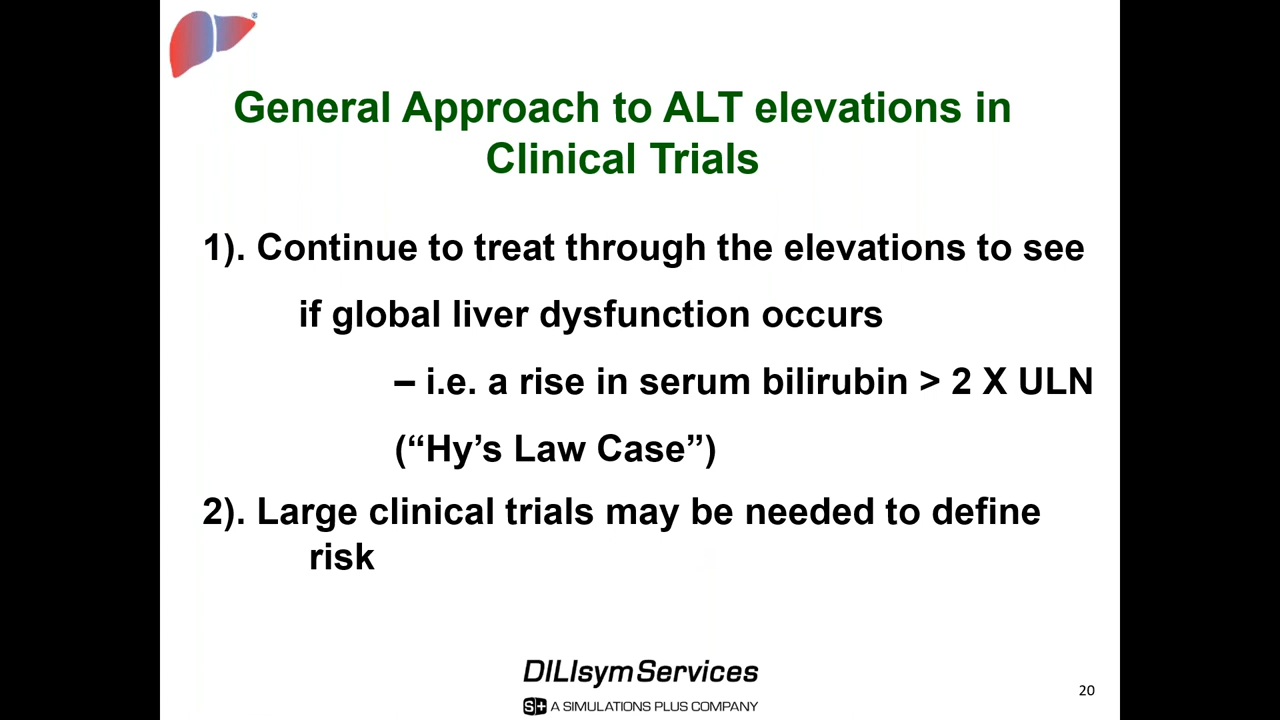 ®
General Approach to ALT elevations in
Clinical Trials
1). Continue to treat through the elevations to see
if global liver dysfunction occurs
– i.e. a rise in serum bilirubin > 2 X ULN
(“Hy’s Law Case”)
2). Large clinical trials may be needed to define
risk
DILIsym Services
S+ A SIMULATIONS PLUS COMPANY
20